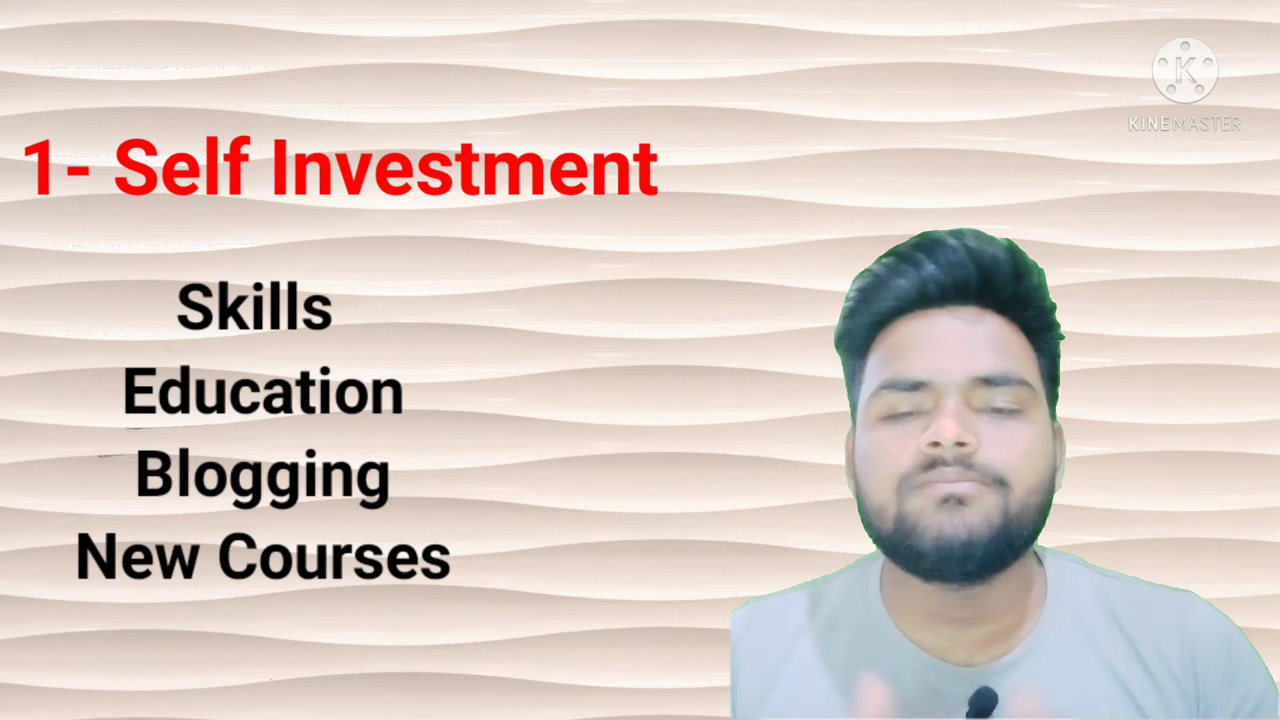 KINEMASTER
1- Self Investment
Skills
Education
Blogging
New Courses